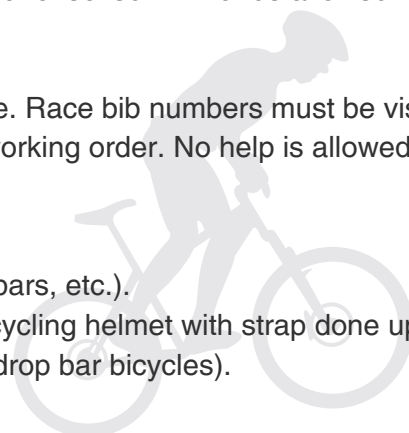 e. Race bib numbers must be vis
orking order. No help is allowed
bars, etc.).
cycling helmet with strap done up
drop bar bicycles).